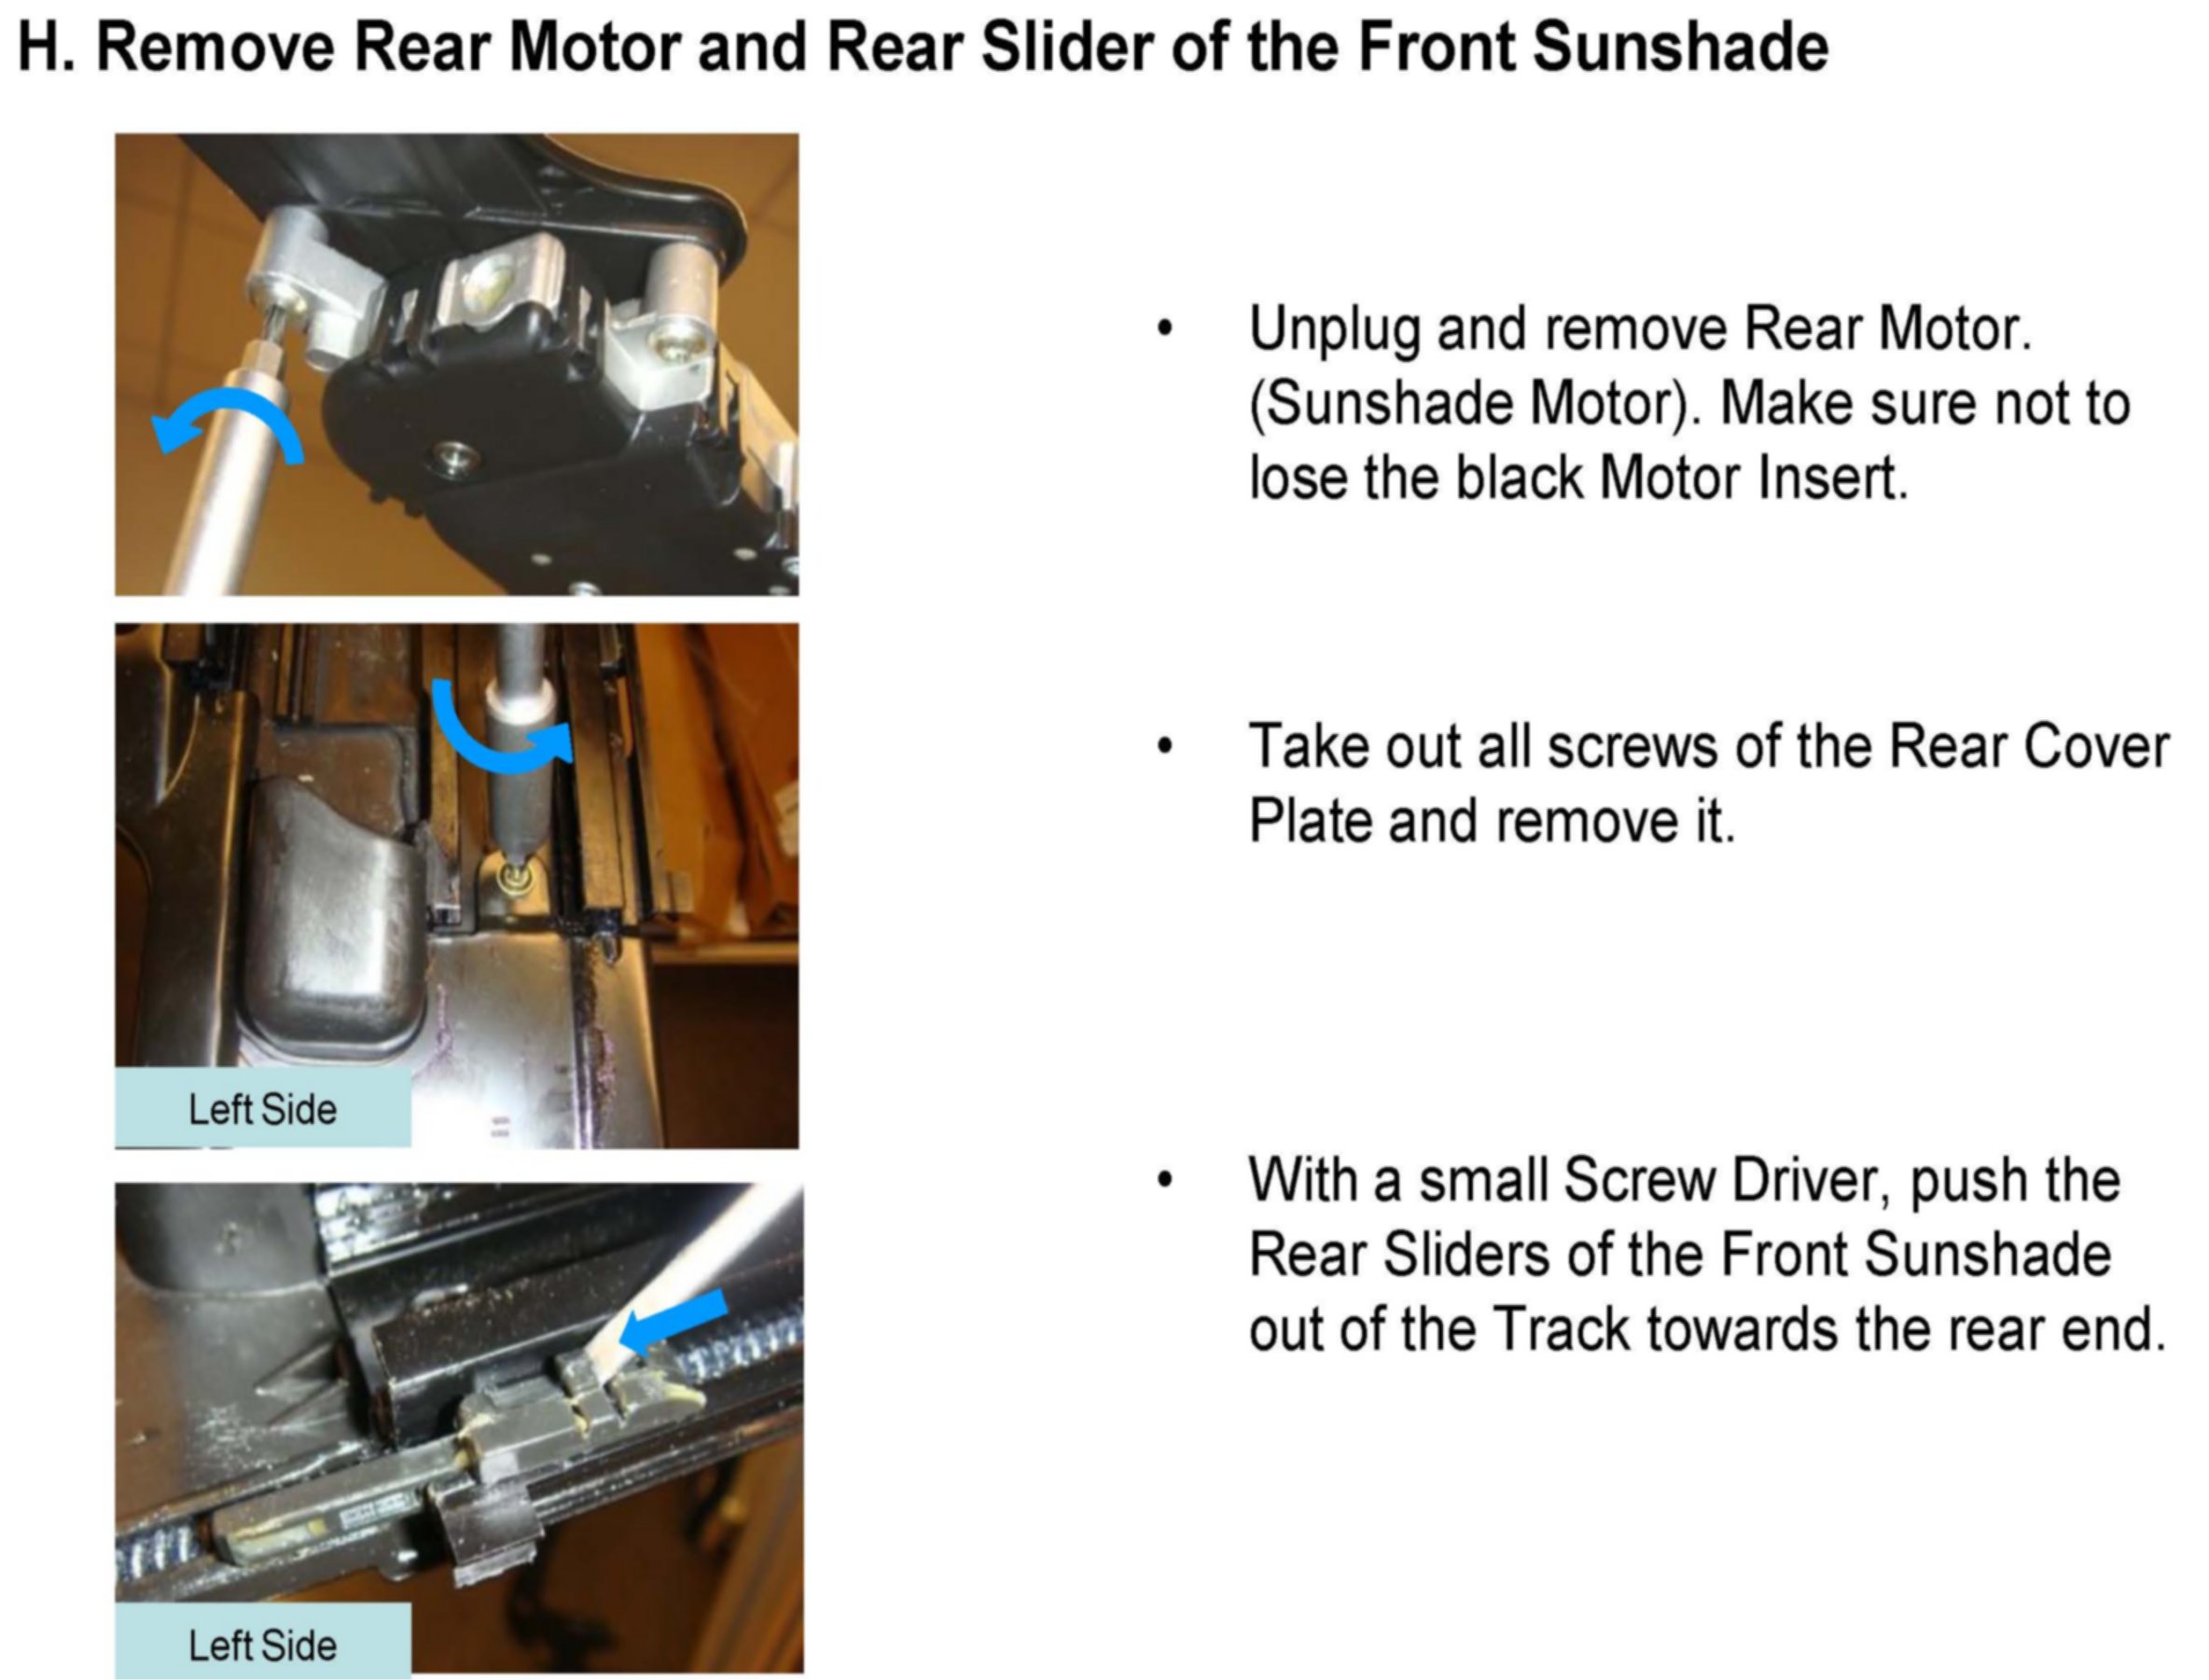 H. Remove Rear Motor and Rear Slider of the Front Sunshade
• Unplug and remove Rear Motor.
(Sunshade Motor). Make sure not to
lose the black Motor Insert.
• Take out all screws of the Rear Cover
Plate and remove it.
Left Side
• With a small Screw Driver, push the
Rear Sliders of the Front Sunshade
out of the Track towards the rear end.
Left Side